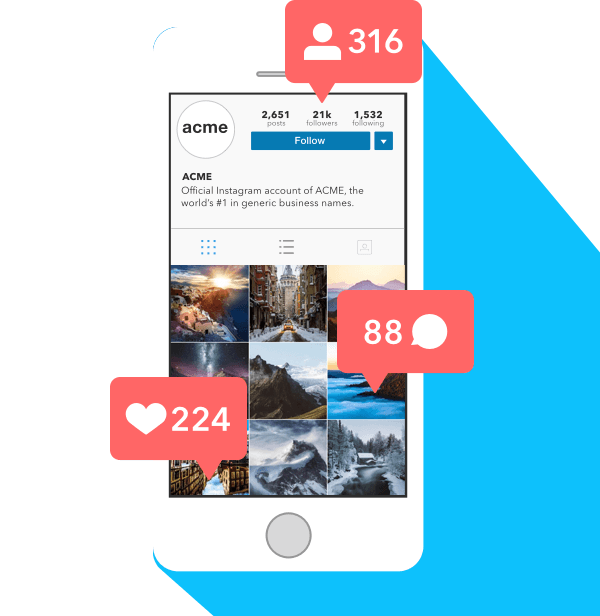 316
acme
2,651 21k 1,532
posts followers following
Follow
ACME
Official Instagram account of ACME, the
world's #1 in generic business names.
88
224